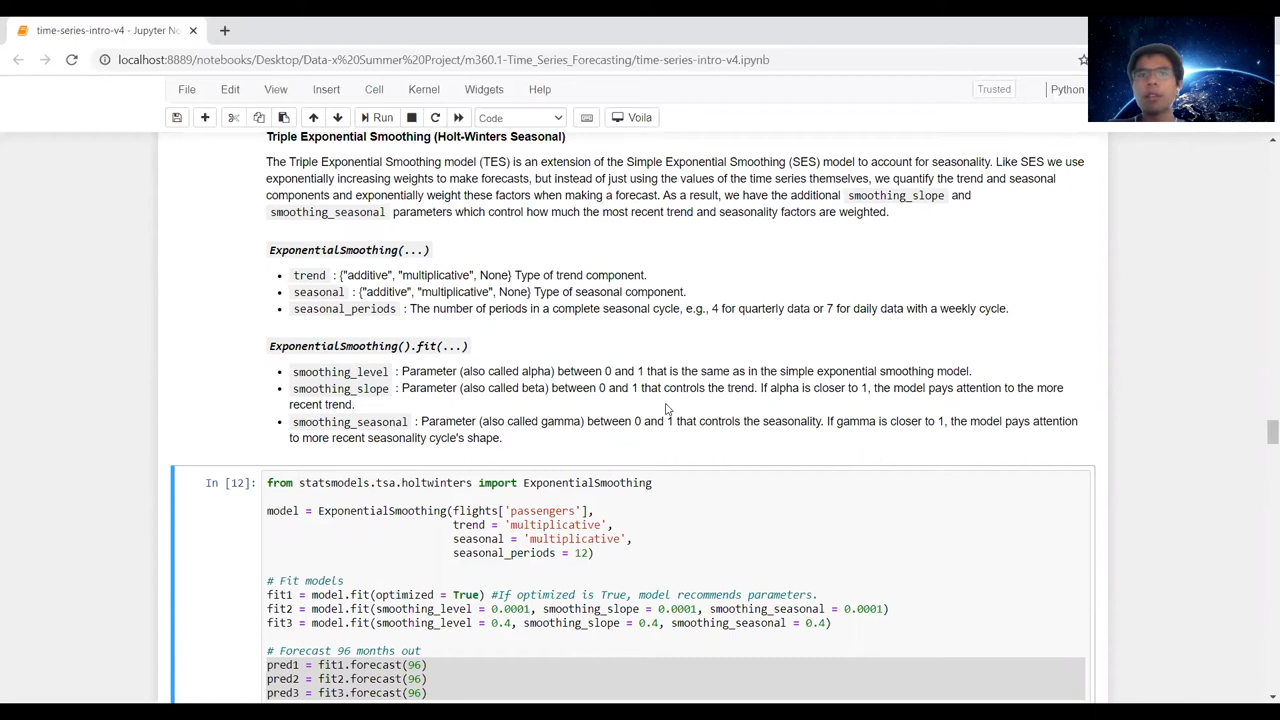 time-series-intro-v4 - Jupyter No
localhost:8889/notebooks/Desktop/Data-x%20Summer%20Project/m360.1-Time_Series_Forecasting/time-series-intro-v4.ipynb
File Edit View Insert Cell Kernel Widgets Help Trusted Python
Run Code Voila
Triple Exponential Smoothing (Holt-Winters Seasonal)
The Triple Exponential Smoothing model (TES) is an extension of the Simple Exponential Smoothing (SES) model to account for seasonality. Like SES we use
exponentially increasing weights to make forecasts, but instead of just using the values of the time series themselves, we quantify the trend and seasonal
components and exponentially weight these factors when making a forecast. As a result, we have the additional smoothing_slope and
smoothing_seasonal parameters which control how much the most recent trend and seasonality factors are weighted.
ExponentialSmoothing(...)
• trend : {"additive", "multiplicative", None} Type of trend component.
• seasonal : {"additive", "multiplicative", None} Type of seasonal component.
• seasonal_periods : The number of periods in a complete seasonal cycle, e.g., 4 for quarterly data or 7 for daily data with a weekly cycle.
ExponentialSmoothing().fit(...)
• smoothing_level : Parameter (also called alpha) between 0 and 1 that is the same as in the simple exponential smoothing model.
• smoothing_slope : Parameter (also called beta) between 0 and 1 that controls the trend. If alpha is closer to 1, the model pays attention to the more
recent trend.
• smoothing_seasonal : Parameter (also called gamma) between 0 and 1 that controls the seasonality. If gamma is closer to 1, the model pays attention
to more recent seasonality cycle's shape.
In [12]: from statsmodels.tsa.holtwinters import ExponentialSmoothing
model = ExponentialSmoothing(flights['passengers'],
trend = 'multiplicative',
seasonal = 'multiplicative',
seasonal_periods = 12)
# Fit models
fit1 = model.fit(optimized = True) #If optimized is True, model recommends parameters.
fit2 = model.fit(smoothing_level = 0.0001, smoothing_slope = 0.0001, smoothing_seasonal = 0.0001)
fit3 = model.fit(smoothing_level = 0.4, smoothing_slope = 0.4, smoothing_seasonal = 0.4)
# Forecast 96 months out
pred1 = fit1.forecast(96)
pred2 = fit2.forecast(96)
pred3 = fit3.forecast(96)